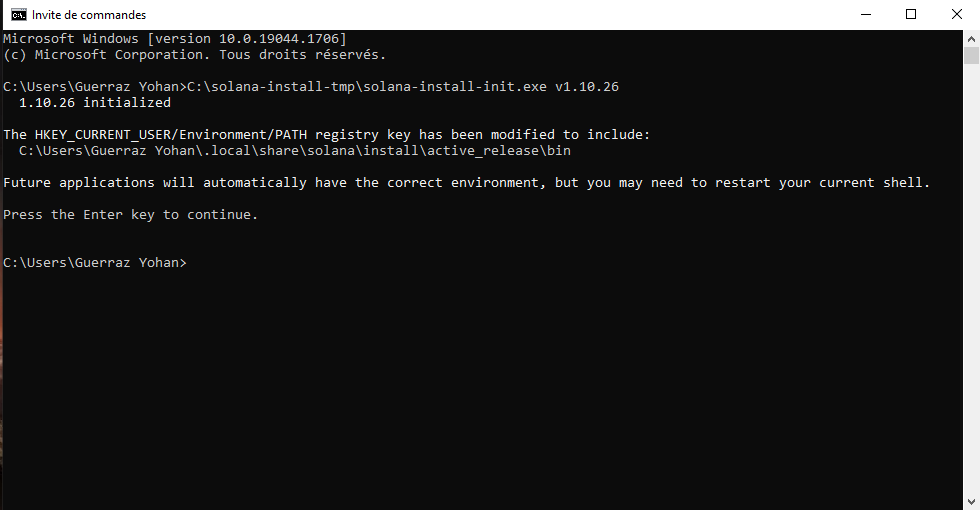 Invite de commandes
Microsoft Windows [version 10.0.19044.1706]
(c) Microsoft Corporation. Tous droits réservés.
C:\Users\Guerraz Yohan>C:\solana-install-tmp\solana-install-init.exe v1.10.26
1.10.26 initialized
The HKEY_CURRENT_USER/Environment/PATH registry key has been modified to include:
C:\Users\Guerraz Yohan\.local\share\solana\install\active_release\bin
Future applications will automatically have the correct environment, but you may need to restart your current shell.
Press the Enter key to continue.
C:\Users\Guerraz Yohan>